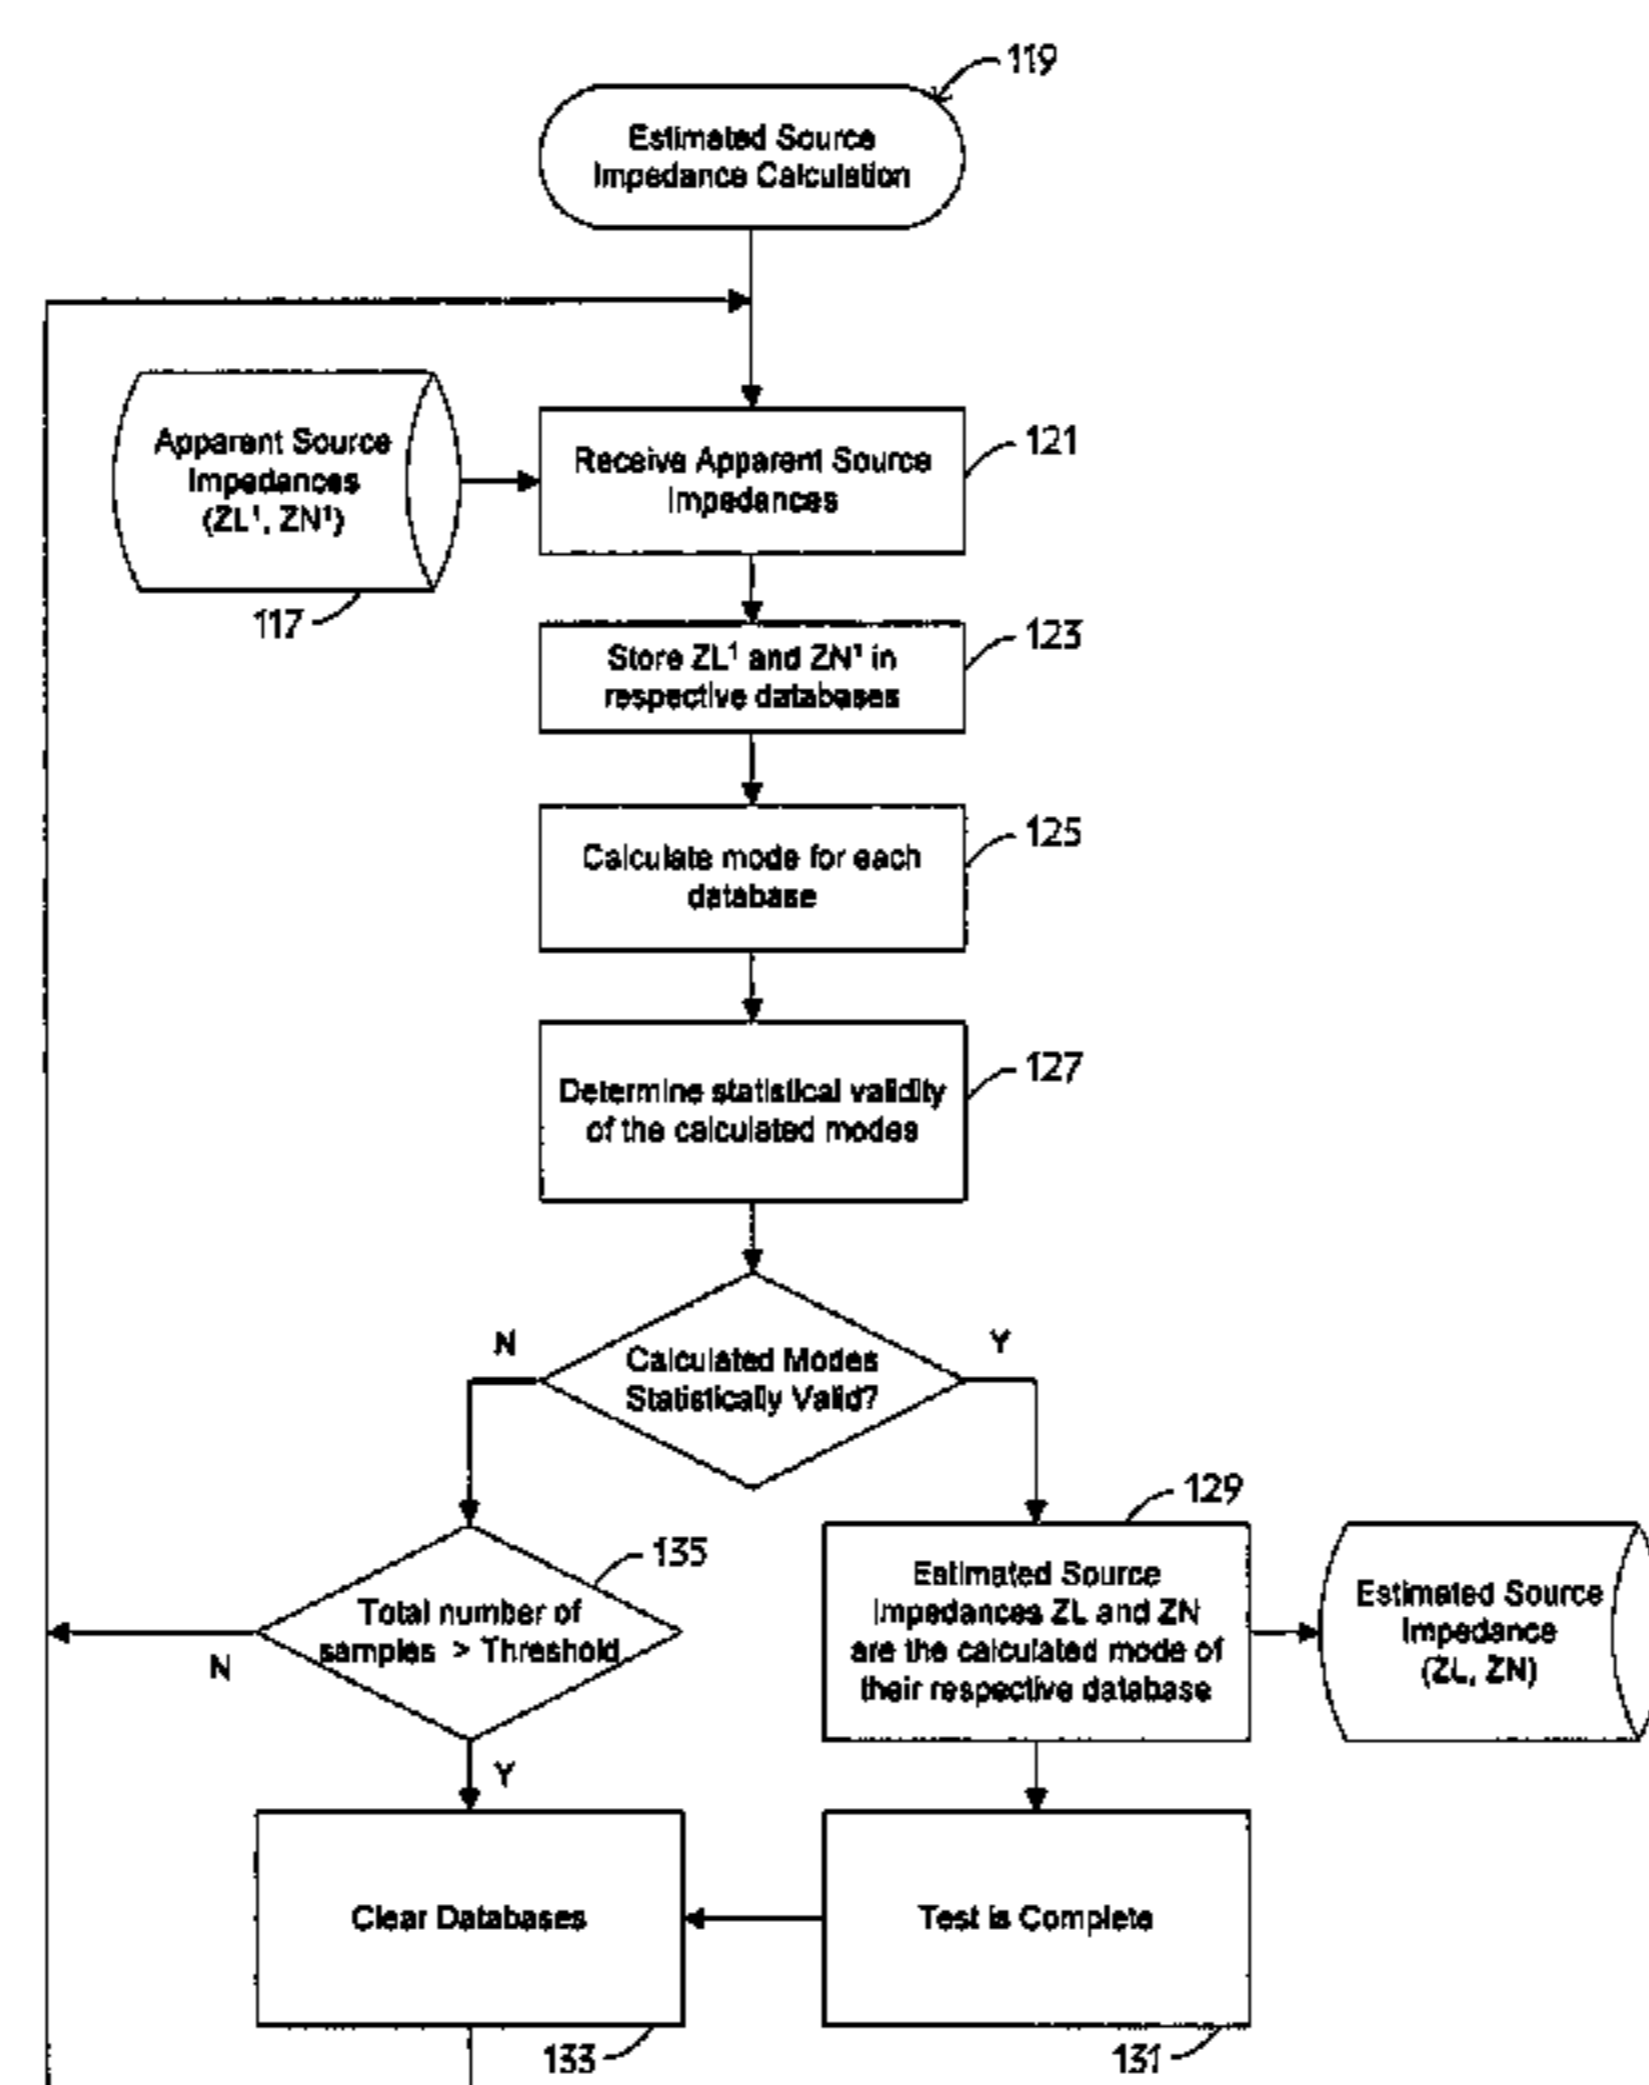 119
Estimated Source
Impedance Calculation
Apparent Source
Impedances
(ZL¹, ZN¹)
117
Receive Apparent Source
Impedances
121
Store ZL¹ and ZN¹ in
respective databases
123
Calculate mode for each
database
125
Determine statistical validity
of the calculated modes
127
N
Calculated Modes
Statistically Valid?
Y
135
Total number of
samples > Threshold
N
Y
129
Estimated Source
Impedances ZL and ZN
are the calculated mode of
their respective database
Estimated Source
Impedance
(ZL, ZN)
Clear Databases
133
Test is Complete
131